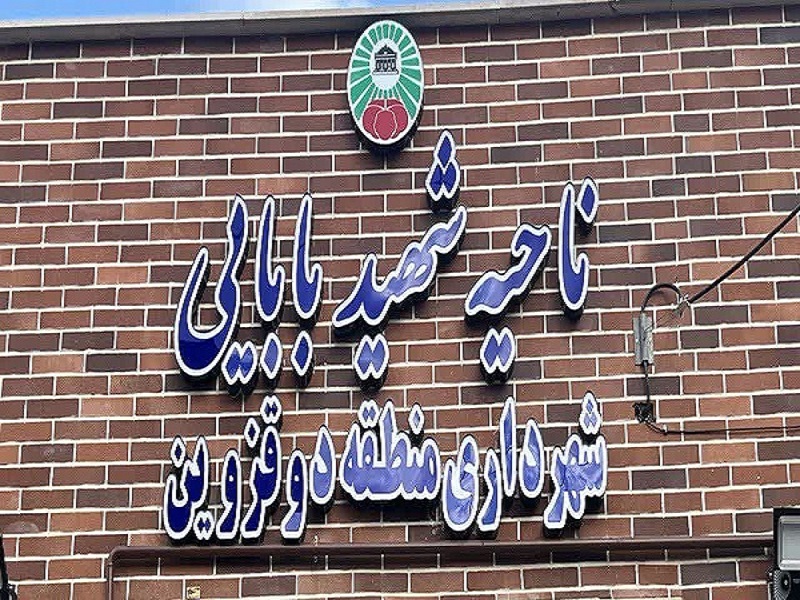 ناحیه شهید بابایی
شهرداری منطقه دو قزوین